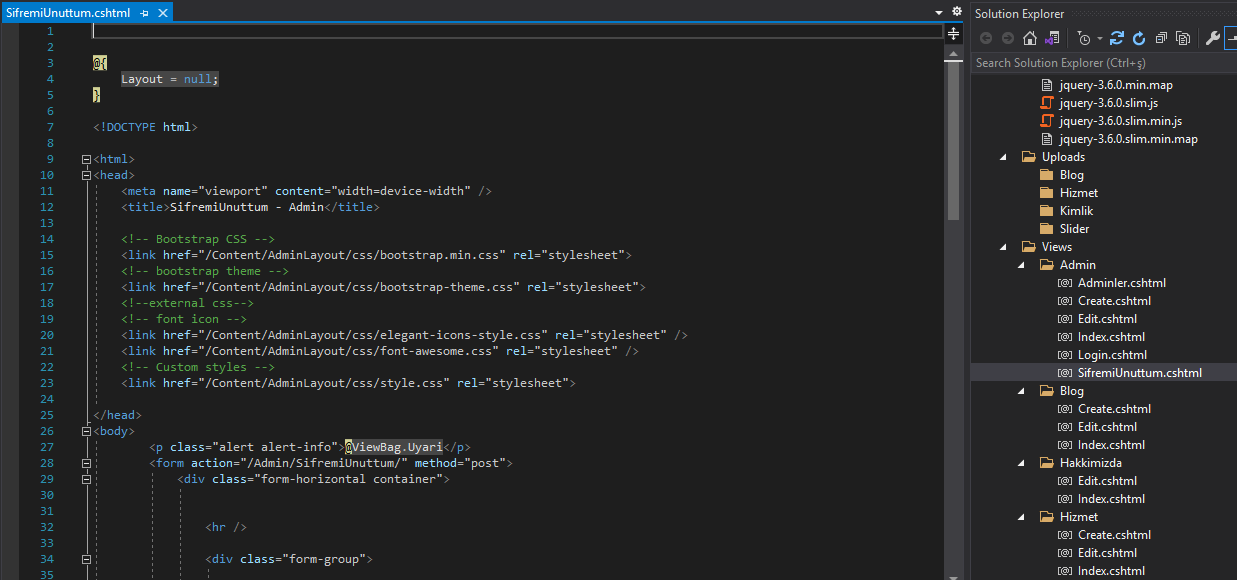 SifremiUnuttum.cshtml
1
2
3 @{
4 Layout = null;
5 }
6
7 <!DOCTYPE html>
8
9 <html>
10 <head>
11 <meta name="viewport" content="width=device-width" />
12 <title>SifremiUnuttum - Admin</title>
13
14 <!-- Bootstrap CSS -->
15 <link href="/Content/AdminLayout/css/bootstrap.min.css" rel="stylesheet">
16 <!-- bootstrap theme -->
17 <link href="/Content/AdminLayout/css/bootstrap-theme.css" rel="stylesheet">
18 <!--external css-->
19 <!-- font icon -->
20 <link href="/Content/AdminLayout/css/elegant-icons-style.css" rel="stylesheet" />
21 <link href="/Content/AdminLayout/css/font-awesome.css" rel="stylesheet" />
22 <!-- Custom styles -->
23 <link href="/Content/AdminLayout/css/style.css" rel="stylesheet">
24
25 </head>
26 <body>
27 <p class="alert alert-info">@ViewBag.Uyari</p>
28 <form action="/Admin/SifremiUnuttum/" method="post">
29 <div class="form-horizontal container">
30
31
32 <hr />
33
34 <div class="form-group">
35
Solution Explorer
Search Solution Explorer (Ctrl+ş)
jquery-3.6.0.min.map
jquery-3.6.0.slim.js
jquery-3.6.0.slim.min.js
jquery-3.6.0.slim.min.map
Uploads
Blog
Hizmet
Kimlik
Slider
Views
Admin
Adminler.cshtml
Create.cshtml
Edit.cshtml
Index.cshtml
Login.cshtml
SifremiUnuttum.cshtml
Blog
Create.cshtml
Edit.cshtml
Index.cshtml
Hakkimizda
Edit.cshtml
Index.cshtml
Hizmet
Create.cshtml
Edit.cshtml
Index.cshtml